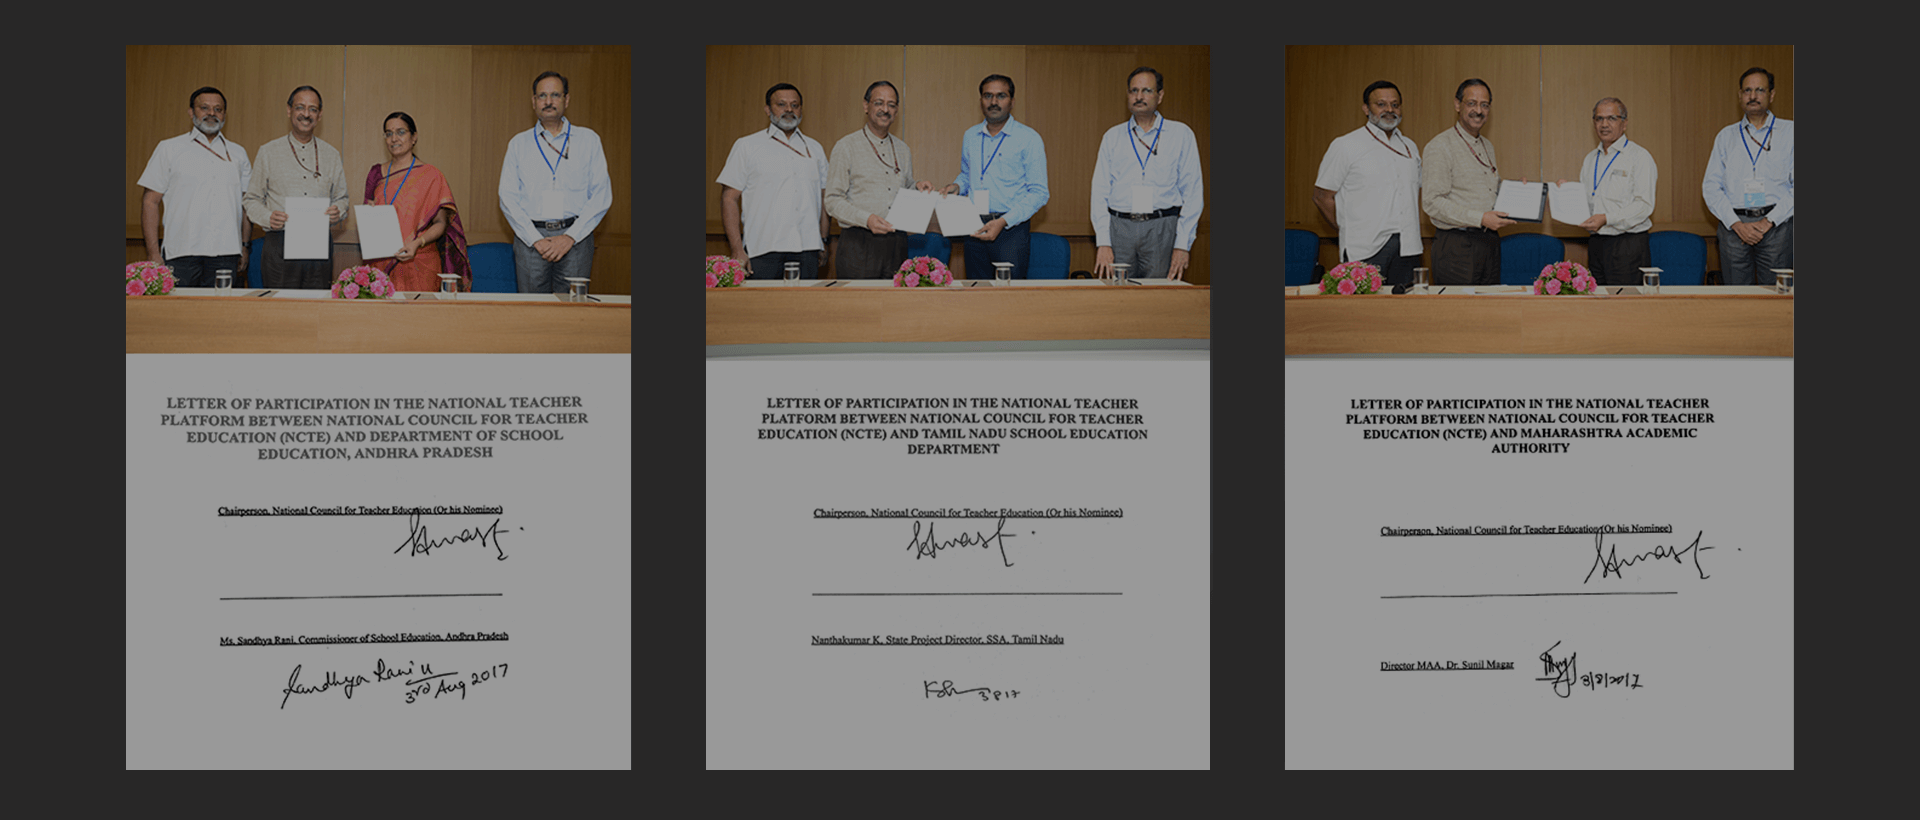 LETTER OF PARTICIPATION IN THE NATIONAL TEACHER
PLATFORM BETWEEN NATIONAL COUNCIL FOR TEACHER
EDUCATION (NCTE) AND DEPARTMENT OF SCHOOL
EDUCATION, ANDHRA PRADESH
Chairperson, National Council for Teacher Education (Or his Nominee)
Ms. Sandhya Rani, Commissioner of School Education, Andhra Pradesh
Sandhya Rani U
3rd Aug 2017
LETTER OF PARTICIPATION IN THE NATIONAL TEACHER
PLATFORM BETWEEN NATIONAL COUNCIL FOR TEACHER
EDUCATION (NCTE) AND TAMIL NADU SCHOOL EDUCATION
DEPARTMENT
Chairperson, National Council for Teacher Education (Or his Nominee)
Nanthakumar K, State Project Director, SSA, Tamil Nadu
3 8 17
LETTER OF PARTICIPATION IN THE NATIONAL TEACHER
PLATFORM BETWEEN NATIONAL COUNCIL FOR TEACHER
EDUCATION (NCTE) AND MAHARASHTRA ACADEMIC
AUTHORITY
Chairperson, National Council for Teacher Education (Or his Nominee)
Director MAA, Dr. Sunil Magar
3/8/2017